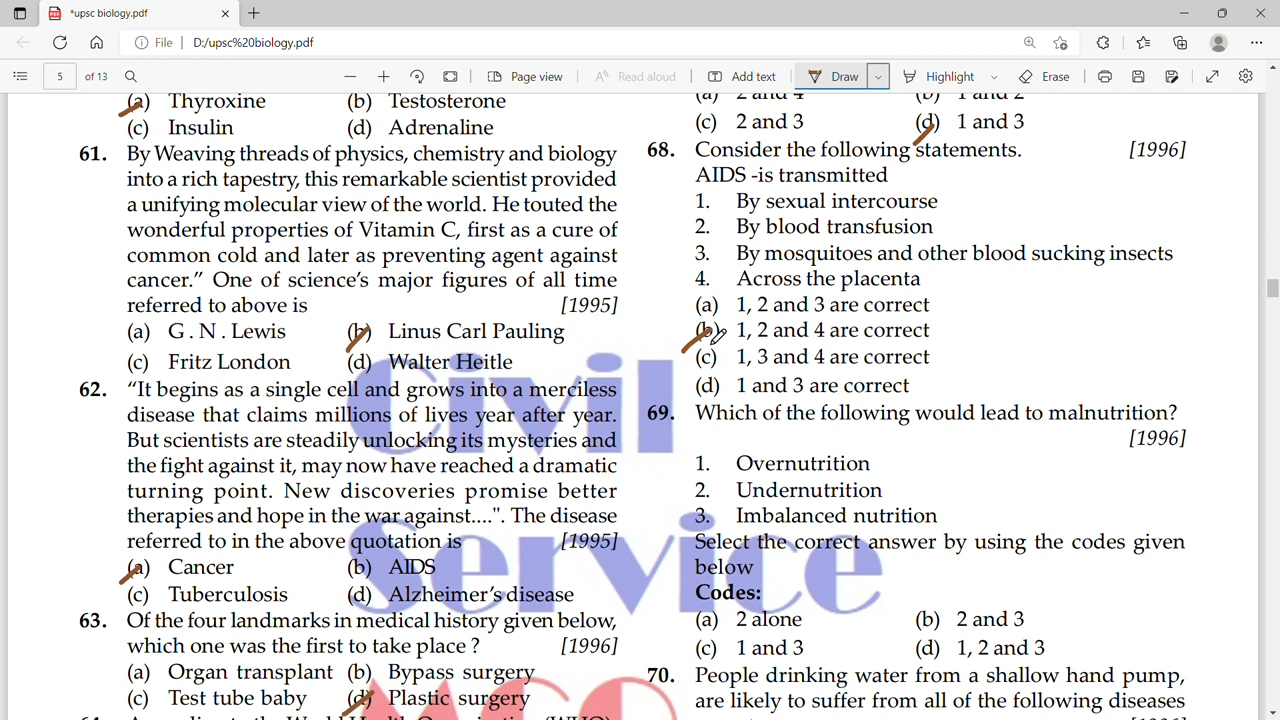 *upsc biology.pdf
File
D:/upsc%20biology.pdf
5
of 13
Page view
Read aloud
Add text
Draw
Highlight
Erase
(a) Thyroxine (b) Testosterone
(c) Insulin (d) Adrenaline
61. By Weaving threads of physics, chemistry and biology
into a rich tapestry, this remarkable scientist provided
a unifying molecular view of the world. He touted the
wonderful properties of Vitamin C, first as a cure of
common cold and later as preventing agent against
cancer.” One of science’s major figures of all time
referred to above is [1995]
(a) G . N . Lewis (b) Linus Carl Pauling
(c) Fritz London (d) Walter Heitle
62. “It begins as a single cell and grows into a merciless
disease that claims millions of lives year after year.
But scientists are steadily unlocking its mysteries and
the fight against it, may now have reached a dramatic
turning point. New discoveries promise better
therapies and hope in the war against....". The disease
referred to in the above quotation is [1995]
(a) Cancer (b) AIDS
(c) Tuberculosis (d) Alzheimer’s disease
63. Of the four landmarks in medical history given below,
which one was the first to take place ? [1996]
(a) Organ transplant (b) Bypass surgery
(c) Test tube baby (d) Plastic surgery
(a) 2 and 4 (b) 1 and 2
(c) 2 and 3 (d) 1 and 3
68. Consider the following statements. [1996]
AIDS -is transmitted
1. By sexual intercourse
2. By blood transfusion
3. By mosquitoes and other blood sucking insects
4. Across the placenta
(a) 1, 2 and 3 are correct
(b) 1, 2 and 4 are correct
(c) 1, 3 and 4 are correct
(d) 1 and 3 are correct
69. Which of the following would lead to malnutrition?
[1996]
1. Overnutrition
2. Undernutrition
3. Imbalanced nutrition
Select the correct answer by using the codes given
below
Codes:
(a) 2 alone (b) 2 and 3
(c) 1 and 3 (d) 1, 2 and 3
70. People drinking water from a shallow hand pump,
are likely to suffer from all of the following diseases
Civil
Service